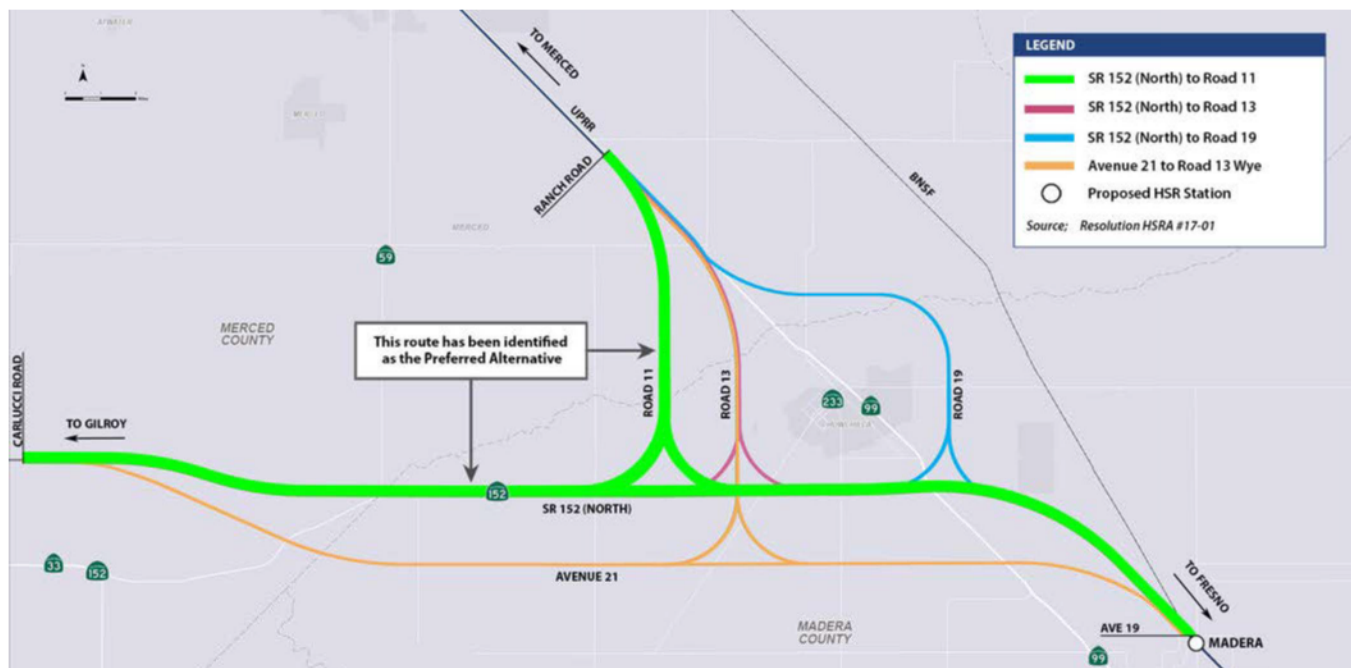 ATWATER
TO MERCED
MERCED
UPRR
RANCH ROAD
BNSF
LEGEND
SR 152 (North) to Road 11
SR 152 (North) to Road 13
SR 152 (North) to Road 19
Avenue 21 to Road 13 Wye
Proposed HSR Station
Source; Resolution HSRA #17-01
MERCED
59
MERCED
COUNTY
This route has been identified
as the Preferred Alternative
CARLUCCI ROAD
TO GILROY
ROAD 11
ROAD 13
233
99
ROAD 19
152
SR 152 (NORTH)
33
152
AVENUE 21
MADERA
COUNTY
99
AVE 19
TO FRESNO
MADERA